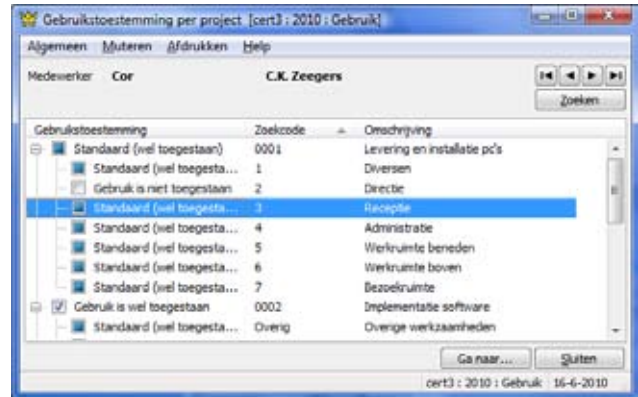 Gebruikstoestemming per project [cert3 : 2010 : Gebruik]
Algemeen Muteren Afdrukken Help
Medewerker Cor C.K. Zeegers
Zoeken
Gebruikstoestemming Zoekcode Omschrijving
Standaard (wel toegestaan) 0001 Levering en installatie pc's
Standaard (wel toegesta... 1 Diversen
Gebruik is niet toegestaan 2 Directie
Standaard (wel toegesta... 3 Receptie
Standaard (wel toegesta... 4 Administratie
Standaard (wel toegesta... 5 Werkruimte beneden
Standaard (wel toegesta... 6 Werkruimte boven
Standaard (wel toegesta... 7 Bezoekruimte
Gebruik is wel toegestaan 0002 Implementatie software
Standaard (wel toegesta... Overig Overige werkzaamheden
Ga naar... Sluiten
cert3 : 2010 : Gebruik 16-6-2010